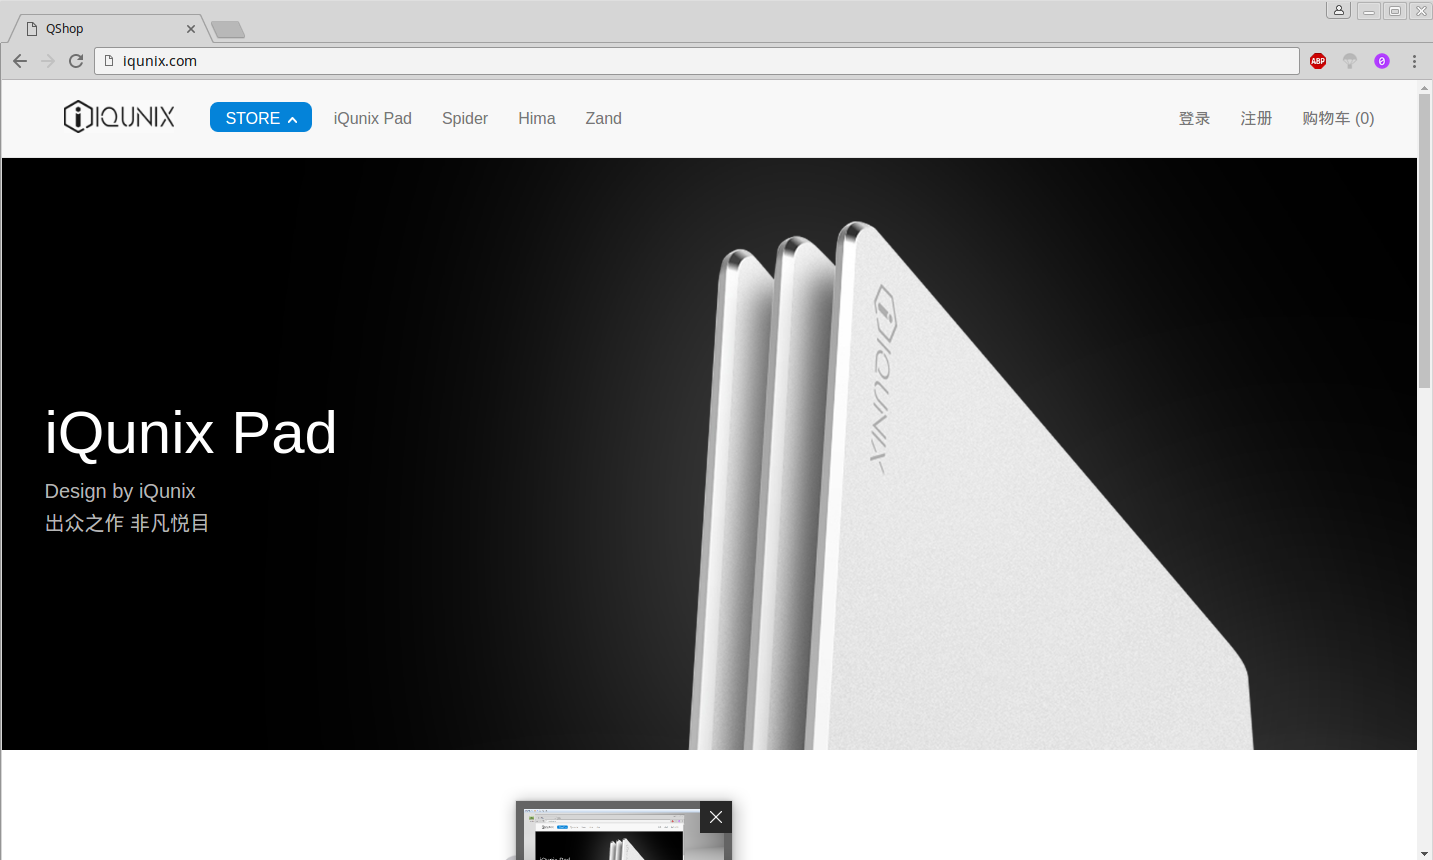 QShop
iqunix.com
ABP
0
IQUNIX
STORE
iQunix Pad
Spider
Hima
Zand
登录
注册
购物车 (0)
IQUNIX
iQunix Pad
Design by iQunix
出众之作 非凡悦目